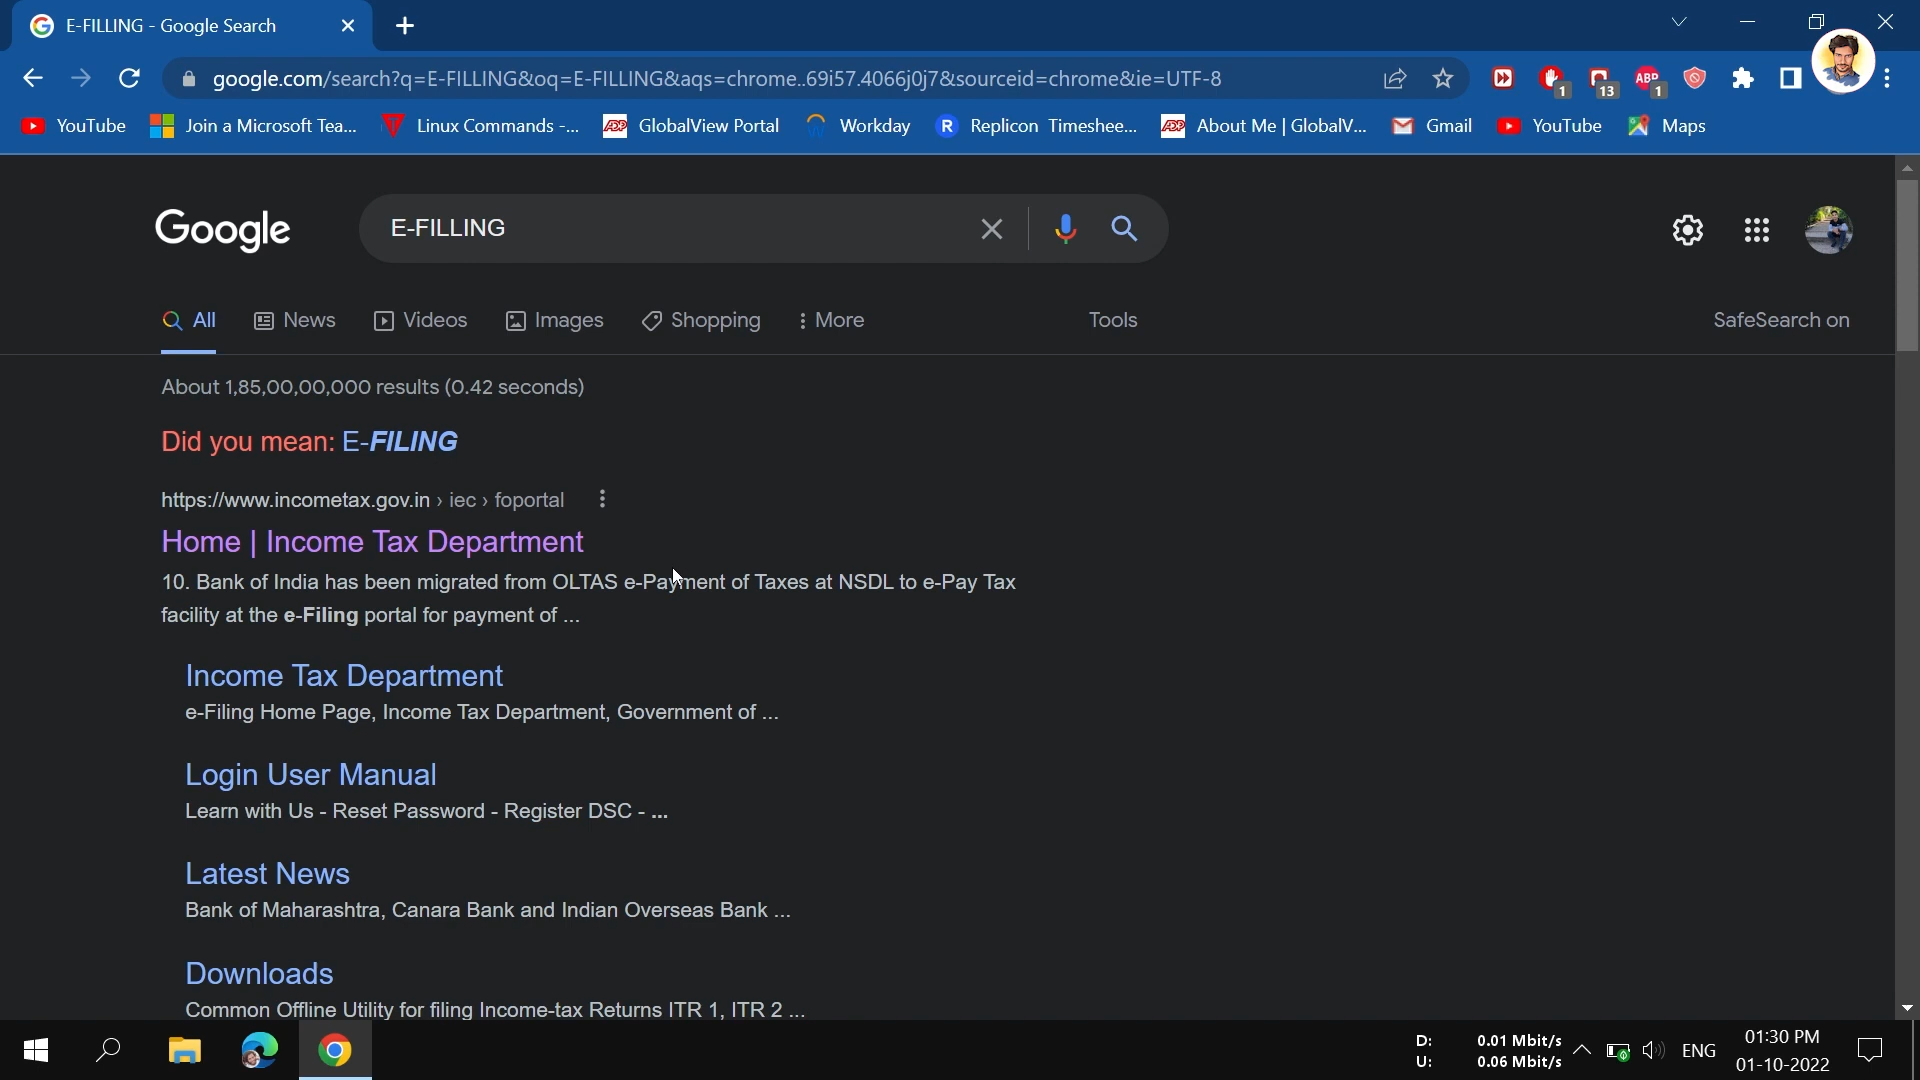 E-FILLING - Google Search
google.com/search?q=E-FILLING&oq=E-FILLING&aqs=chrome..69i57.4066j0j7&sourceid=chrome&ie=UTF-8
1 13 ABP 1
YouTube Join a Microsoft Tea... Linux Commands -... GlobalView Portal Workday R Replicon Timeshee... About Me | GlobalV... Gmail YouTube Maps
Google E-FILLING
All News Videos Images Shopping More Tools SafeSearch on
About 1,85,00,00,000 results (0.42 seconds)
Did you mean: E-FILING
https://www.incometax.gov.in › iec › foportal
Home | Income Tax Department
10. Bank of India has been migrated from OLTAS e-Payment of Taxes at NSDL to e-Pay Tax
facility at the e-Filing portal for payment of ...
Income Tax Department
e-Filing Home Page, Income Tax Department, Government of ...
Login User Manual
Learn with Us - Reset Password - Register DSC - ...
Latest News
Bank of Maharashtra, Canara Bank and Indian Overseas Bank ...
Downloads
Common Offline Utility for filing Income-tax Returns ITR 1, ITR 2 ...
D: 0.01 Mbit/s
U: 0.06 Mbit/s
ENG
01:30 PM
01-10-2022